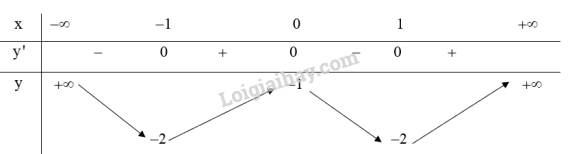 x −∞ −1 0 1 +∞
y' − 0 + 0 − 0 +
y +∞ −1 +∞
−2 −2
Loigiaihay.com